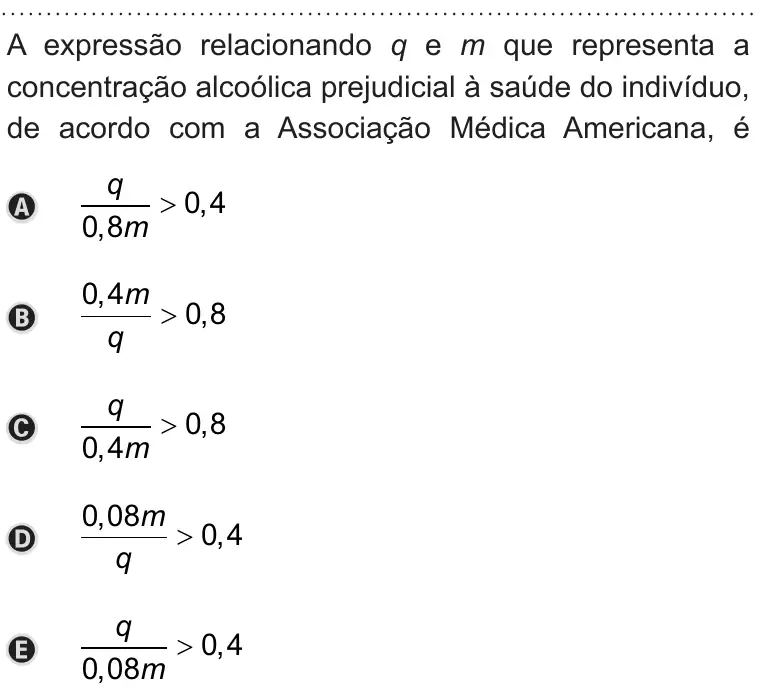 A expressão relacionando q e m que representa a
concentração alcoólica prejudicial à saúde do indivíduo,
de acordo com a Associação Médica Americana, é
A q/0,8m > 0,4
B 0,4m/q > 0,8
C q/0,4m > 0,8
D 0,08m/q > 0,4
E q/0,08m > 0,4